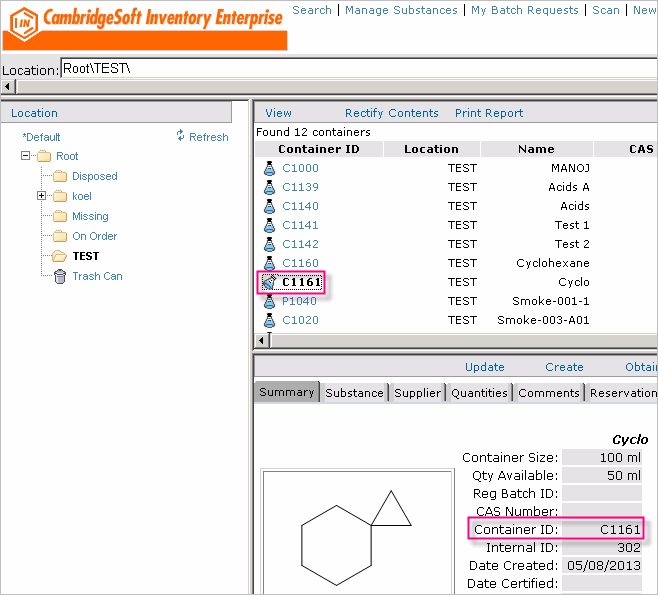 CambridgeSoft Inventory Enterprise
Search | Manage Substances | My Batch Requests | Scan | New
Location: Root\TEST\
Location
*Default Refresh
Root
Disposed
koel
Missing
On Order
TEST
Trash Can
View Rectify Contents Print Report
Found 12 containers
Container ID Location Name CAS
C1000 TEST MANOJ
C1139 TEST Acids A
C1140 TEST Acids
C1141 TEST Test 1
C1142 TEST Test 2
C1160 TEST Cyclohexane
C1161 TEST Cyclo
P1040 TEST Smoke-001-1
C1020 TEST Smoke-003-A01
Update Create Obtai
Summary Substance Supplier Quantities Comments Reservation
Cyclo
Container Size: 100 ml
Qty Available: 50 ml
Reg Batch ID:
CAS Number:
Container ID: C1161
Internal ID: 302
Date Created: 05/08/2013
Date Certified: